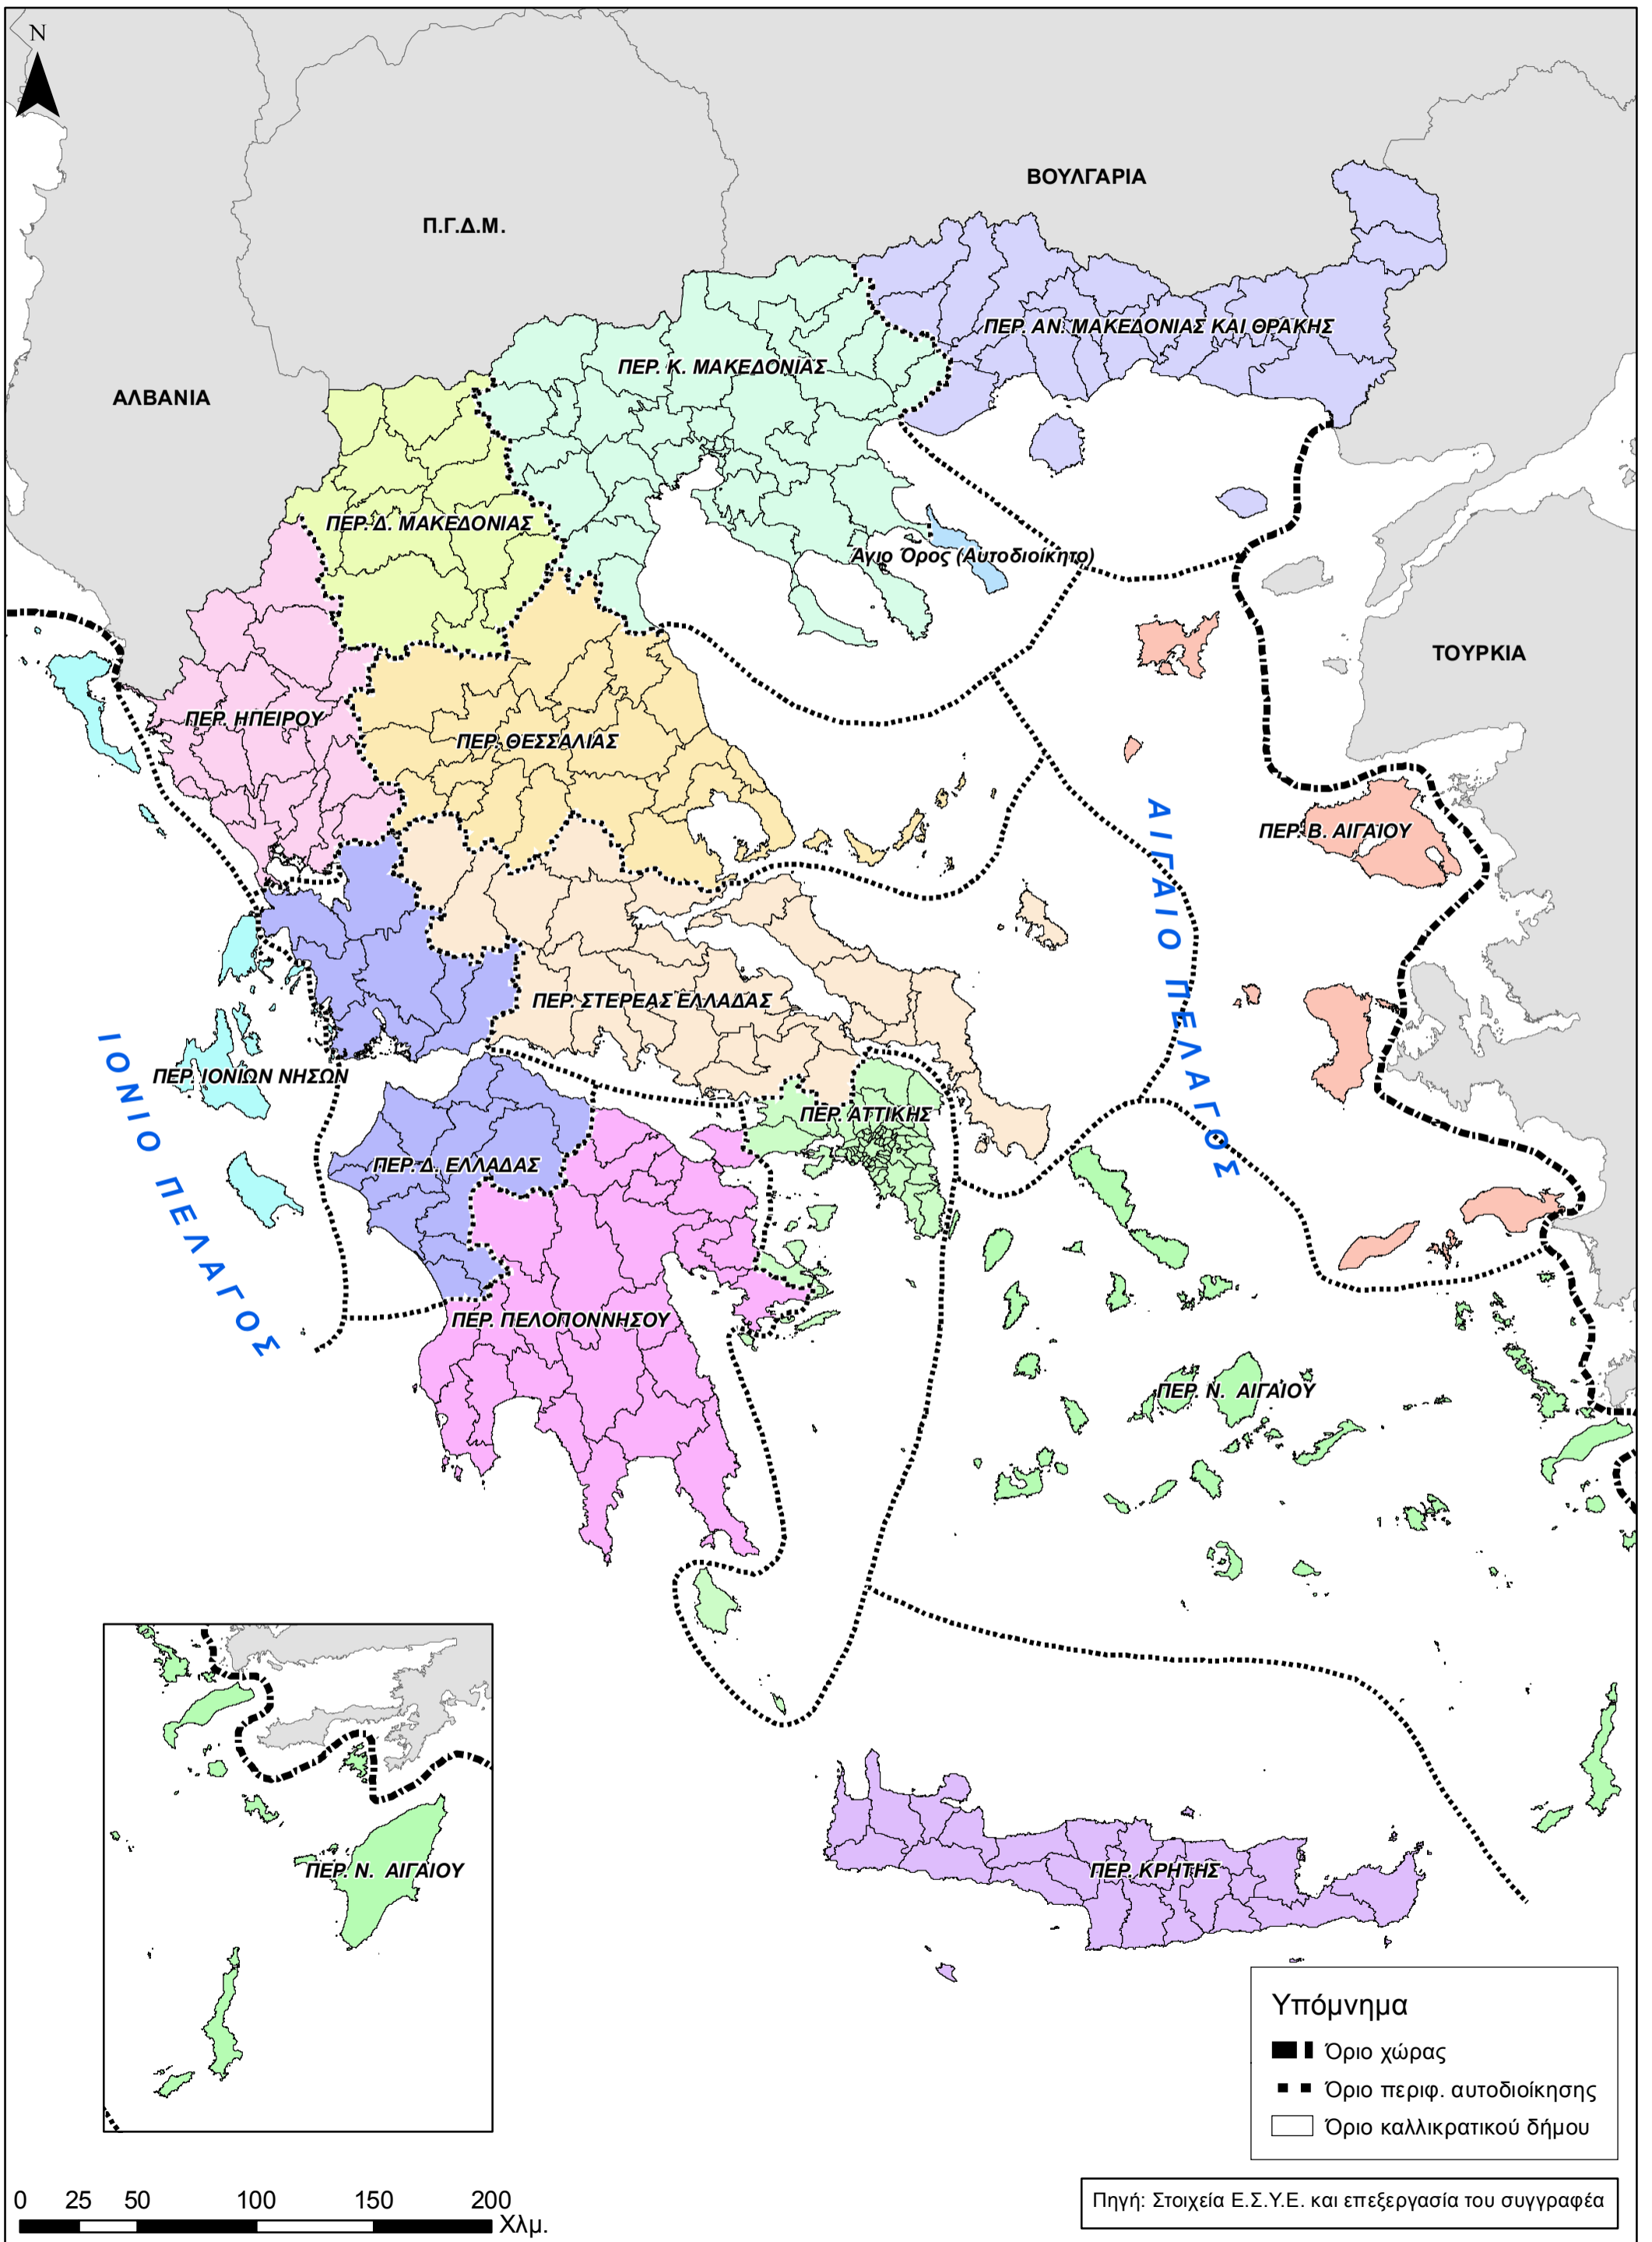 N
ΒΟΥΛΓΑΡΙΑ
Π.Γ.Δ.Μ.
ΠΕΡ. ΑΝ. ΜΑΚΕΔΟΝΙΑΣ ΚΑΙ ΘΡΑΚΗΣ
ΠΕΡ. Κ. ΜΑΚΕΔΟΝΙΑΣ
ΑΛΒΑΝΙΑ
ΠΕΡ. Δ. ΜΑΚΕΔΟΝΙΑΣ
Άγιο Όρος (Αυτοδιοίκητο)
ΤΟΥΡΚΙΑ
ΠΕΡ. ΗΠΕΙΡΟΥ
ΠΕΡ. ΘΕΣΣΑΛΙΑΣ
ΠΕΡ. Β. ΑΙΓΑΙΟΥ
ΑΙΓΑΙΟ ΠΕΛΑΓΟΣ
ΠΕΡ. ΣΤΕΡΕΑΣ ΕΛΛΑΔΑΣ
ΙΟΝΙΟ ΠΕΛΑΓΟΣ
ΠΕΡ. ΙΟΝΙΩΝ ΝΗΣΩΝ
ΠΕΡ. ΑΤΤΙΚΗΣ
ΠΕΡ. Δ. ΕΛΛΑΔΑΣ
ΠΕΡ. ΠΕΛΟΠΟΝΝΗΣΟΥ
ΠΕΡ. Ν. ΑΙΓΑΙΟΥ
ΠΕΡ. Ν. ΑΙΓΑΙΟΥ
ΠΕΡ. ΚΡΗΤΗΣ
Υπόμνημα
Όριο χώρας
Όριο περιφ. αυτοδιοίκησης
Όριο καλλικρατικού δήμου
0 25 50 100 150 200
Χλμ.
Πηγή: Στοιχεία Ε.Σ.Υ.Ε. και επεξεργασία του συγγραφέα